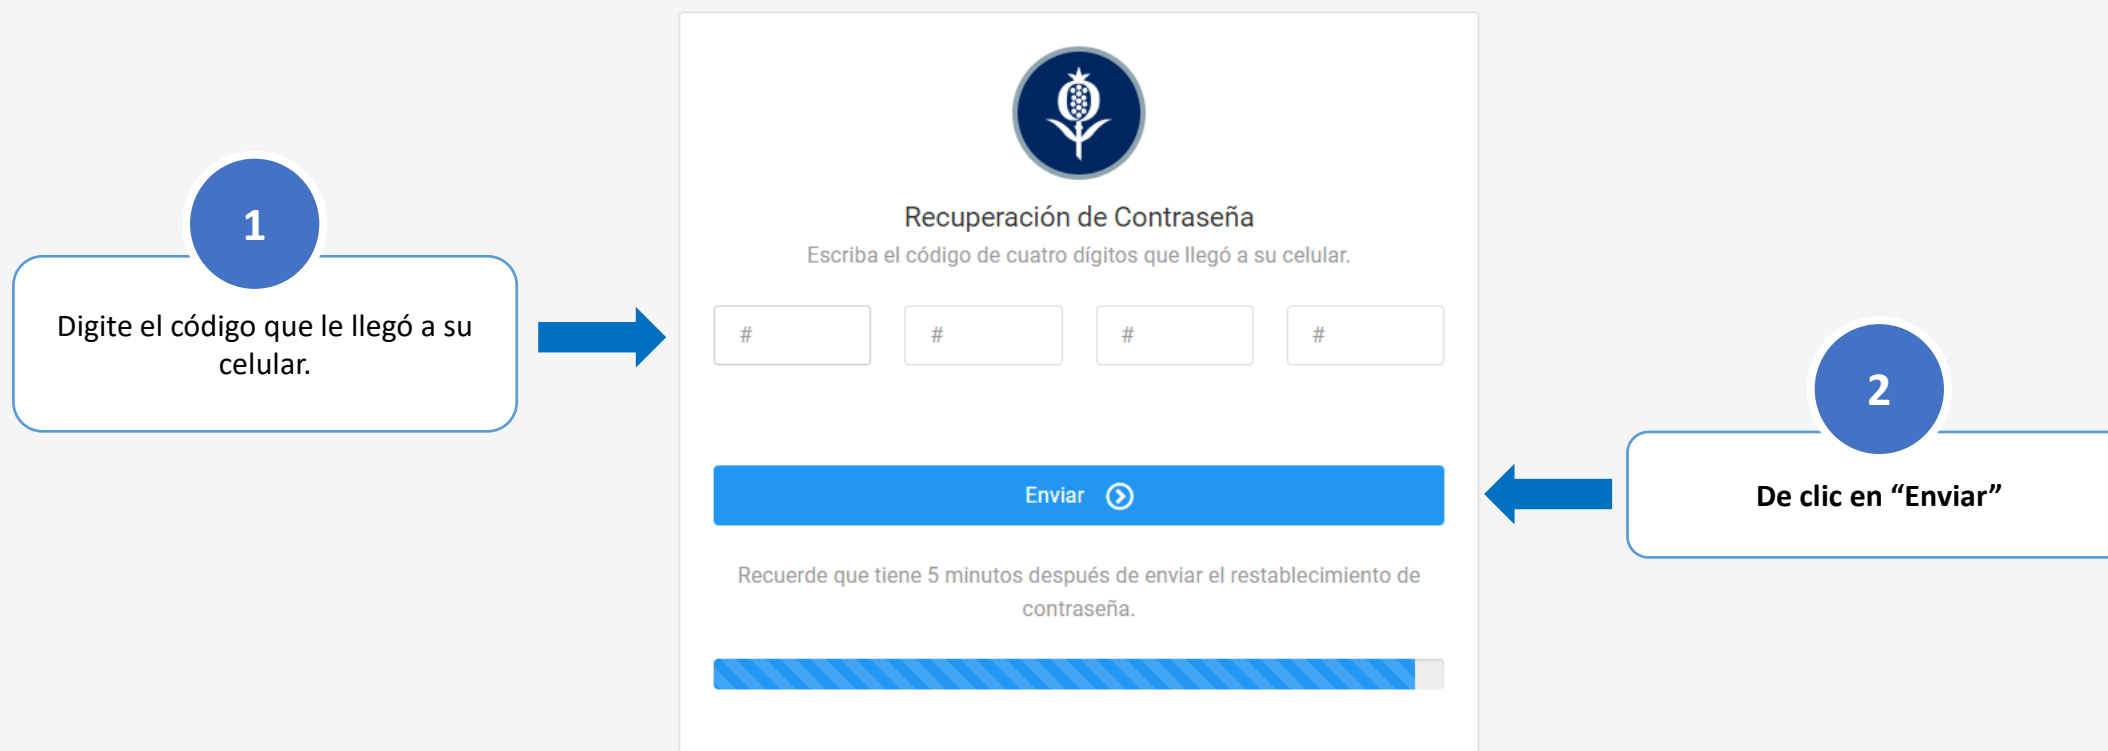 1
Digite el código que le llegó a su
celular.
Recuperación de Contraseña
Escriba el código de cuatro dígitos que llegó a su celular.
# # # #
Enviar
Recuerde que tiene 5 minutos después de enviar el restablecimiento de
contraseña.
2
De clic en “Enviar”